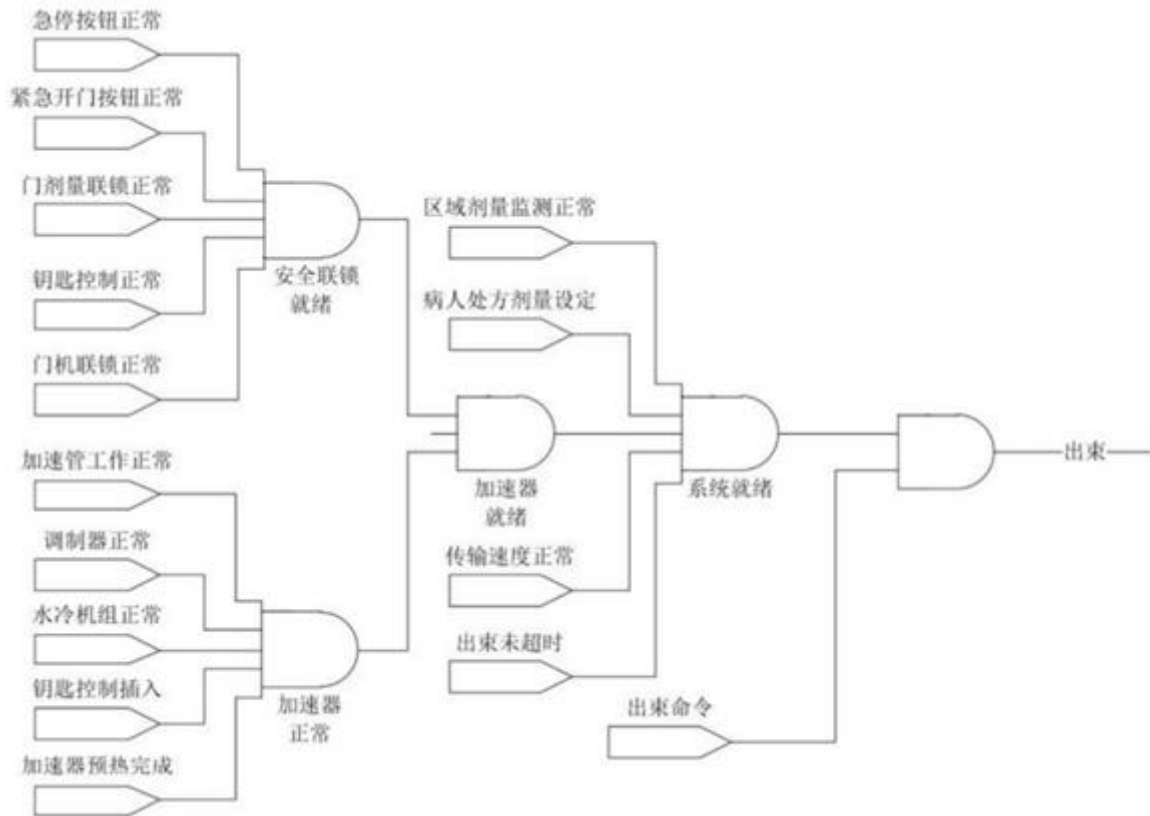 急停按钮正常
紧急开门按钮正常
门剂量联锁正常
钥匙控制正常
门机联锁正常
安全联锁
就绪
加速管工作正常
调制器正常
水冷机组正常
钥匙控制插入
加速器预热完成
加速器
正常
区域剂量监测正常
病人处方剂量设定
加速器
就绪
传输速度正常
出束未超时
系统就绪
出束命令
出束